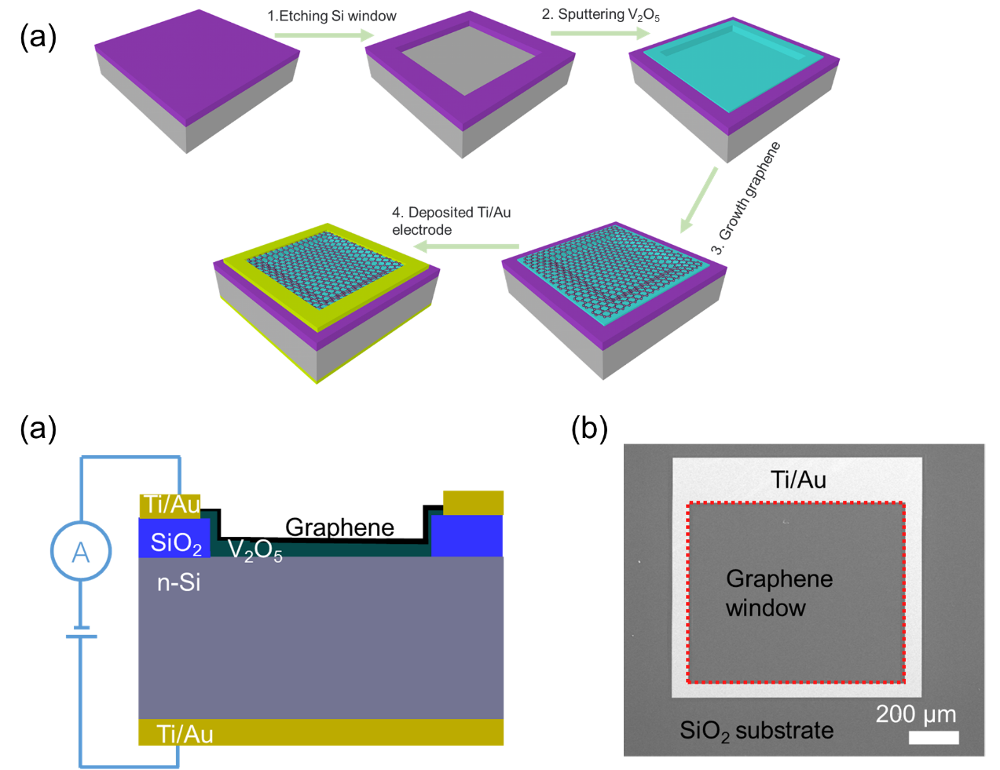 (a)
1.Etching Si window
2. Sputtering V₂O₅
3. Growth graphene
4. Deposited Ti/Au
electrode
(a)
Ti/Au
Graphene
SiO₂
V₂O₅
A
n-Si
Ti/Au
(b)
Ti/Au
Graphene
window
200 μm
SiO₂ substrate